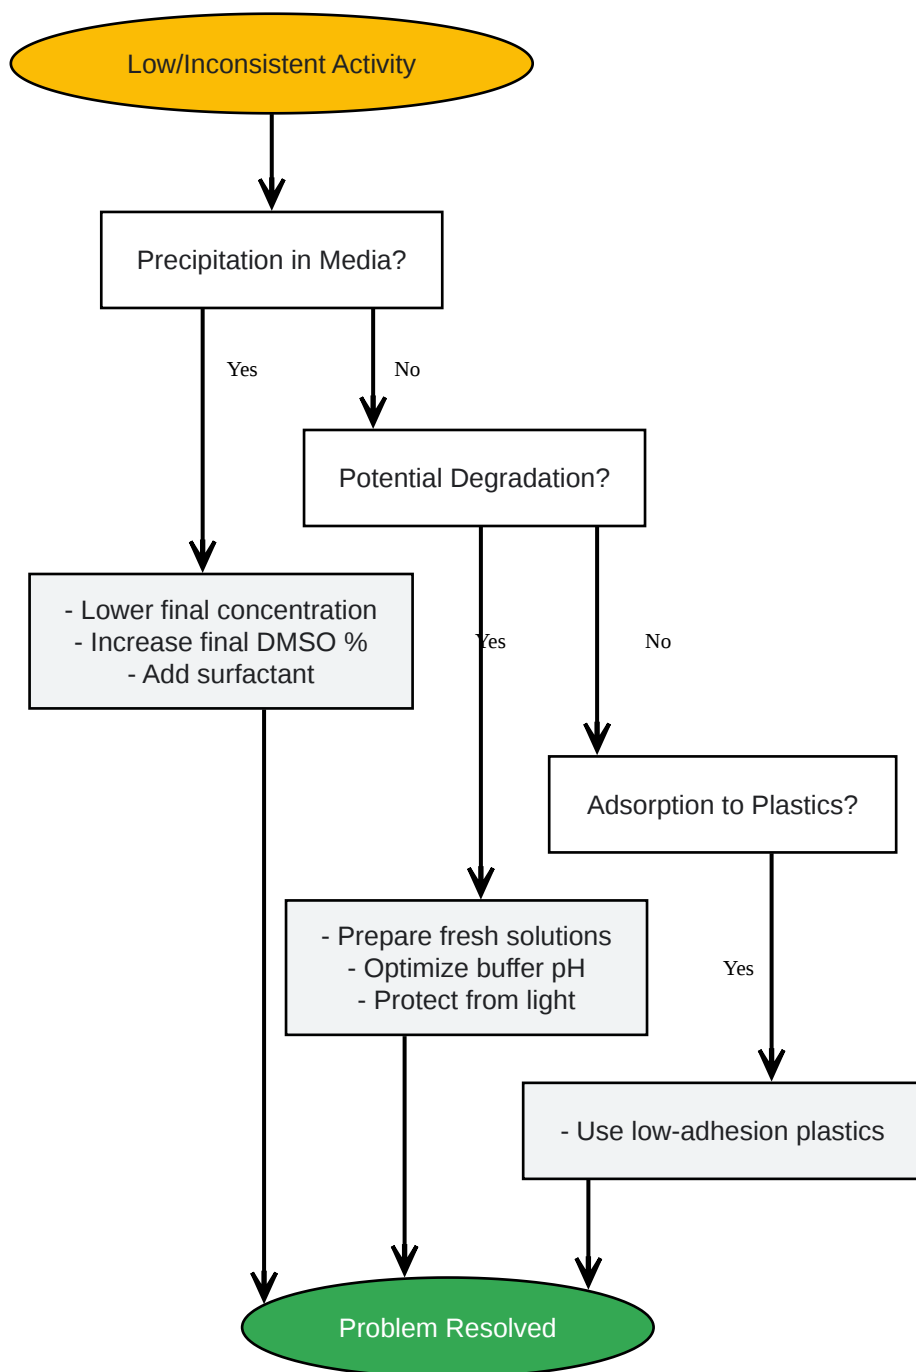 Low/Inconsistent Activity
Precipitation in Media?
Yes
No
Potential Degradation?
- Lower final concentration
- Increase final DMSO %
- Add surfactant
Yes
No
Adsorption to Plastics?
- Prepare fresh solutions
- Optimize buffer pH
- Protect from light
Yes
- Use low-adhesion plastics
Problem Resolved